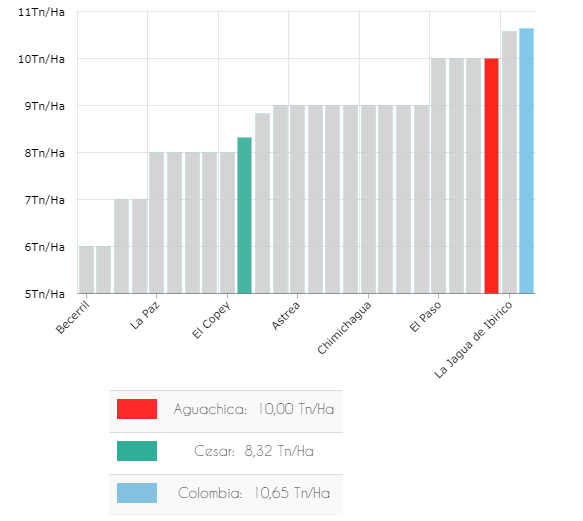 11Tn/Ha
10Tn/Ha
9Tn/Ha
8Tn/Ha
7Tn/Ha
6Tn/Ha
5Tn/Ha
Becerril
La Paz
El Copey
Astrea
Chimichagua
El Paso
La Jagua de Ibirico
Aguachica: 10,00 Tn/Ha
Cesar: 8,32 Tn/Ha
Colombia: 10,65 Tn/Ha